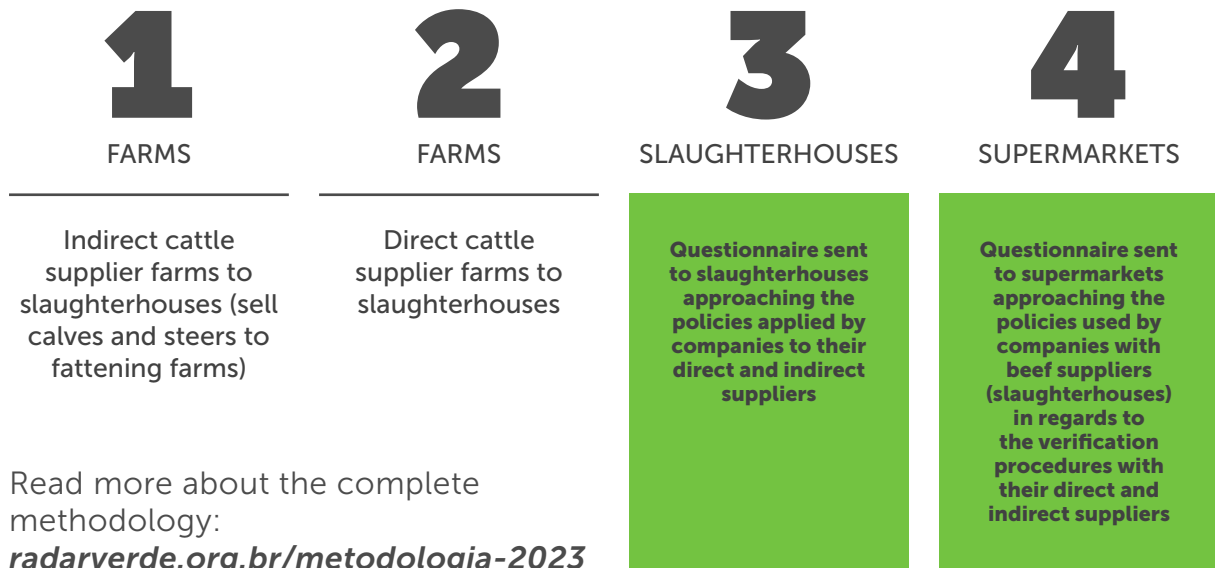 1
FARMS
Indirect cattle
supplier farms to
slaughterhouses (sell
calves and steers to
fattening farms)
2
FARMS
Direct cattle
supplier farms to
slaughterhouses
3
SLAUGHTERHOUSES
Questionnaire sent
to slaughterhouses
approaching the
policies applied by
companies to their
direct and indirect
suppliers
4
SUPERMARKETS
Questionnaire sent
to supermarkets
approaching the
policies used by
companies with
beef suppliers
(slaughterhouses)
in regards to
the verification
procedures with
their direct and
indirect suppliers
Read more about the complete
methodology:
radarverde.org.br/metodologia-2023